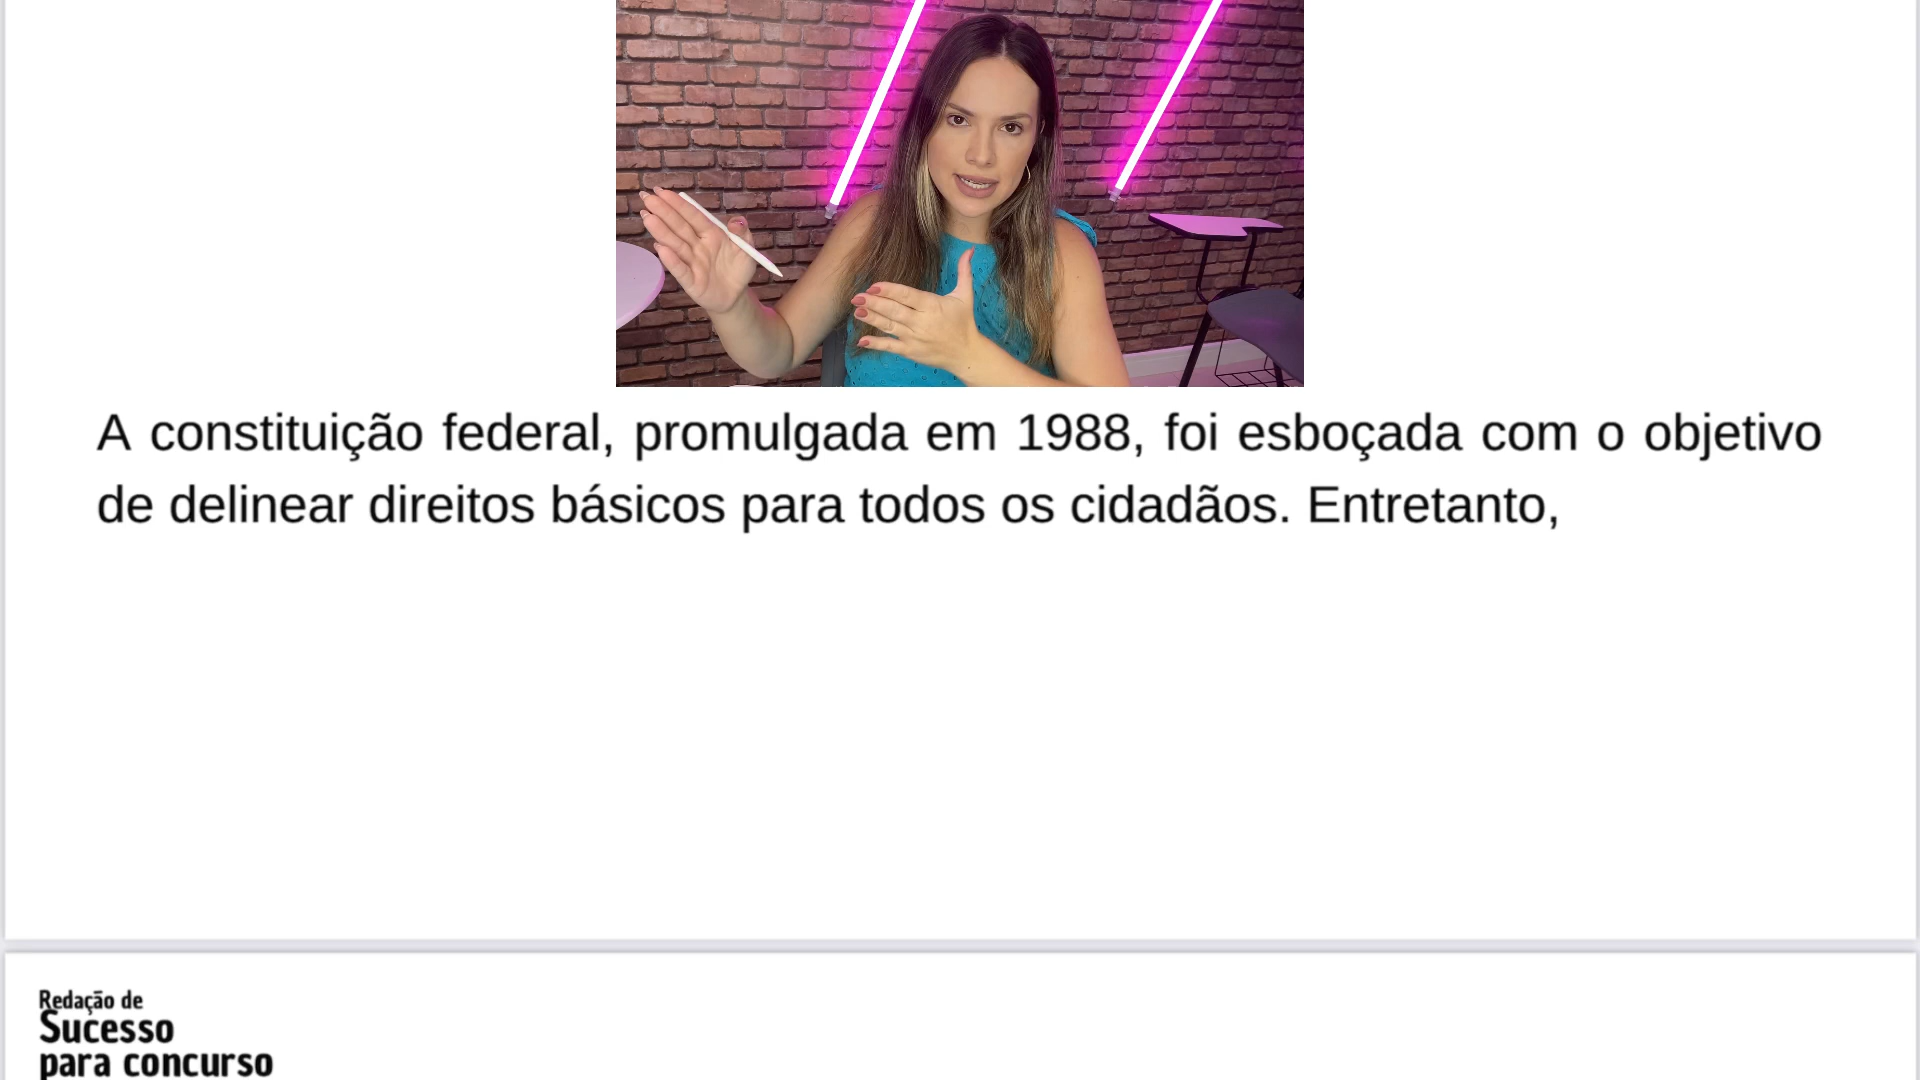 A constituição federal, promulgada em 1988, foi esboçada com o objetivo
de delinear direitos básicos para todos os cidadãos. Entretanto,
Redação de
Sucesso
para concurso